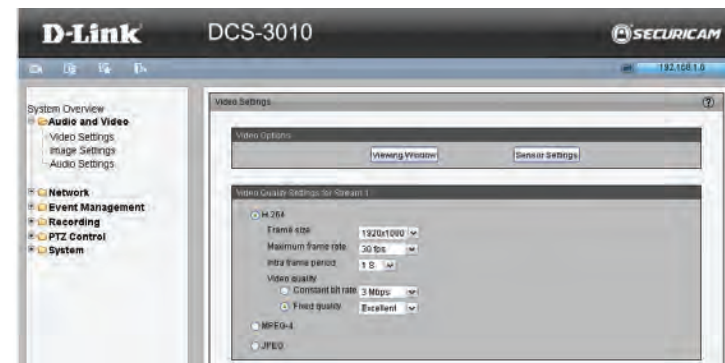 D-Link
DCS-3010
SECURICAM
192.168.1.0
System Overview
Audio and Video
Video Settings
Image Settings
Audio Settings
Network
Event Management
Recording
PTZ Control
System
Video Settings
Video Options
Viewing Window
Sensor Settings
Video Quality Settings for Stream 1
H.264
Frame size
1920x1080
Maximum frame rate
30 fps
Intra frame period
1 S
Video quality
Constant bit rate
3 Mbps
Fixed quality
Excellent
MPEG-4
JPEG